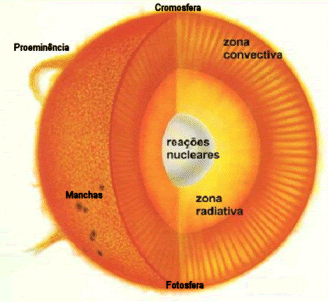 Cromosfera
Proeminência
zona
convectiva
reações
nucleares
Manchas
zona
radiativa
Fotosfera